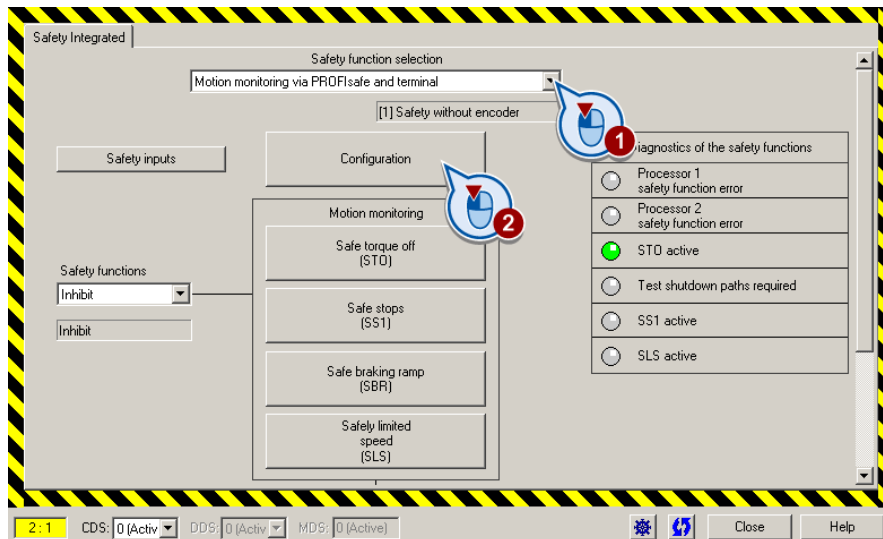 Safety Integrated
Safety function selection
Motion monitoring via PROFIsafe and terminal
[1] Safety without encoder
1
Safety inputs
Configuration
2
iagnostics of the safety functions
Processor 1
safety function error
Processor 2
safety function error
STO active
Test shutdown paths required
SS1 active
SLS active
Motion monitoring
Safe torque off
(STO)
Safety functions
Inhibit
Inhibit
Safe stops
(SS1)
Safe braking ramp
(SBR)
Safely limited
speed
(SLS)
2 : 1
CDS: 0 (Activ
DDS: 0 (Activ
MDS: 0 (Active)
Close
Help